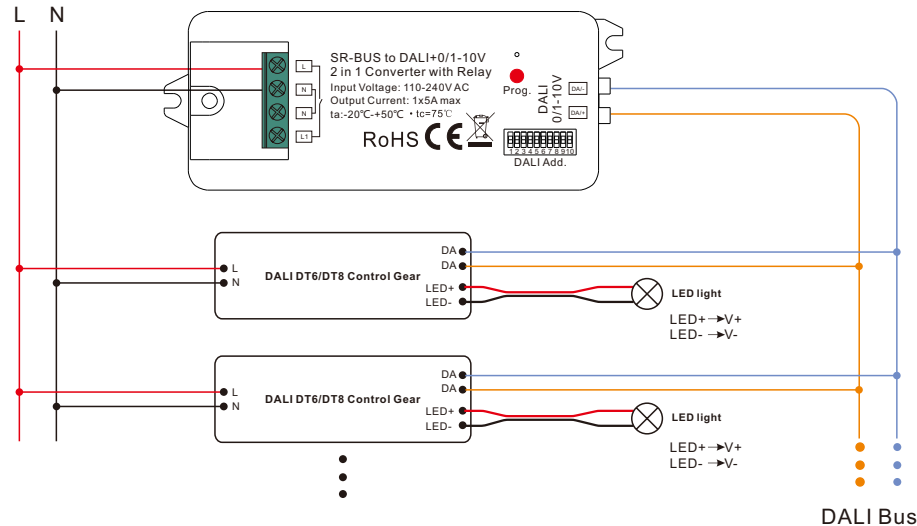 L N
SR-BUS to DALI+0/1-10V
2 in 1 Converter with Relay
Input Voltage: 110-240V AC
Output Current: 1x5A max
ta:-20℃-+50℃ • tc=75℃
RoHS CE
L
N
N
L1
Prog.
DALI
0/1-10V
DA/-
DA/+
1 2 3 4 5 6 7 8 9 10
DALI Add.
L
N
DALI DT6/DT8 Control Gear
DA
DA
LED+
LED-
LED light
LED+→V+
LED- →V-
L
N
DALI DT6/DT8 Control Gear
DA
DA
LED+
LED-
LED light
LED+→V+
LED- →V-
DALI Bus